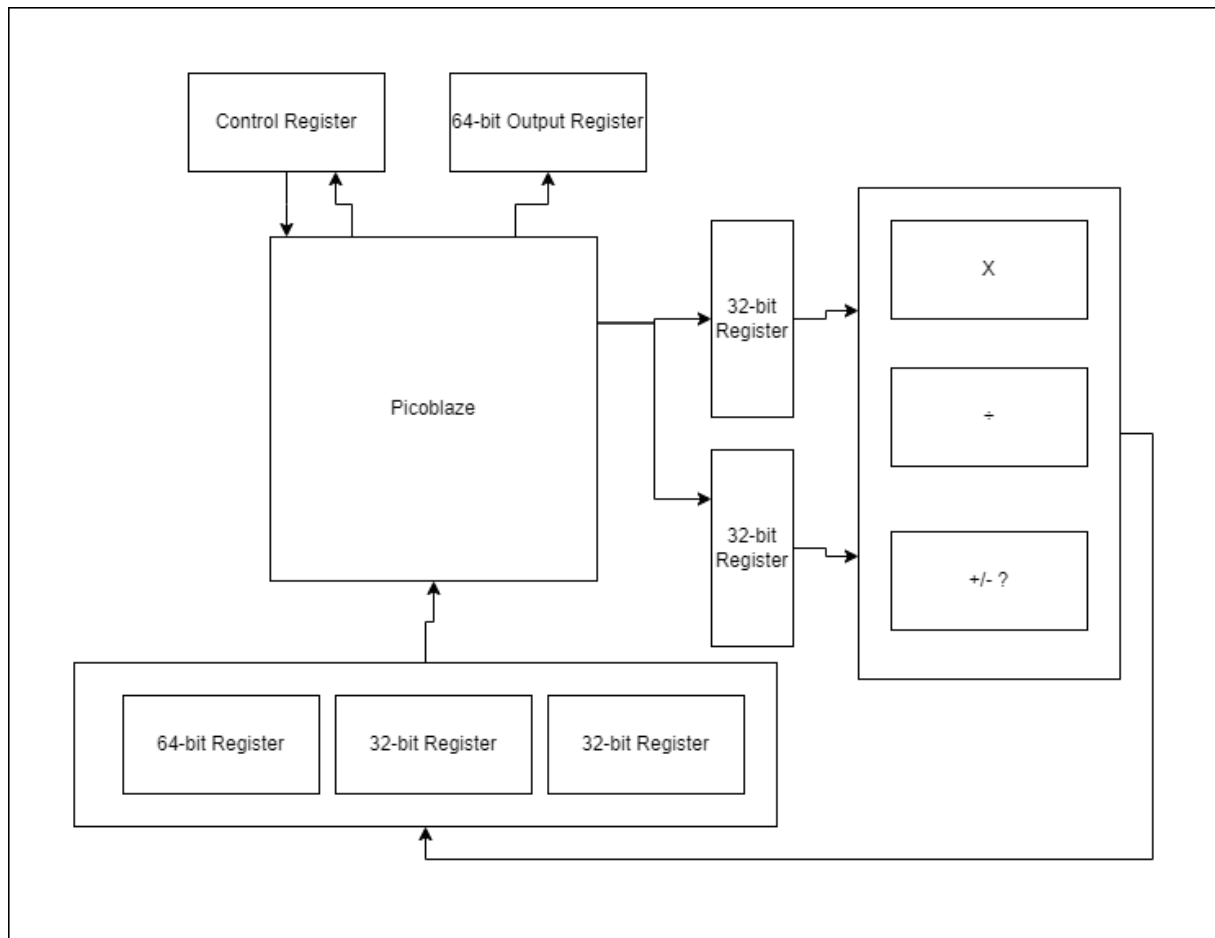 Control Register
64-bit Output Register
Picoblaze
32-bit
Register
32-bit
Register
X
÷
+/- ?
64-bit Register
32-bit Register
32-bit Register